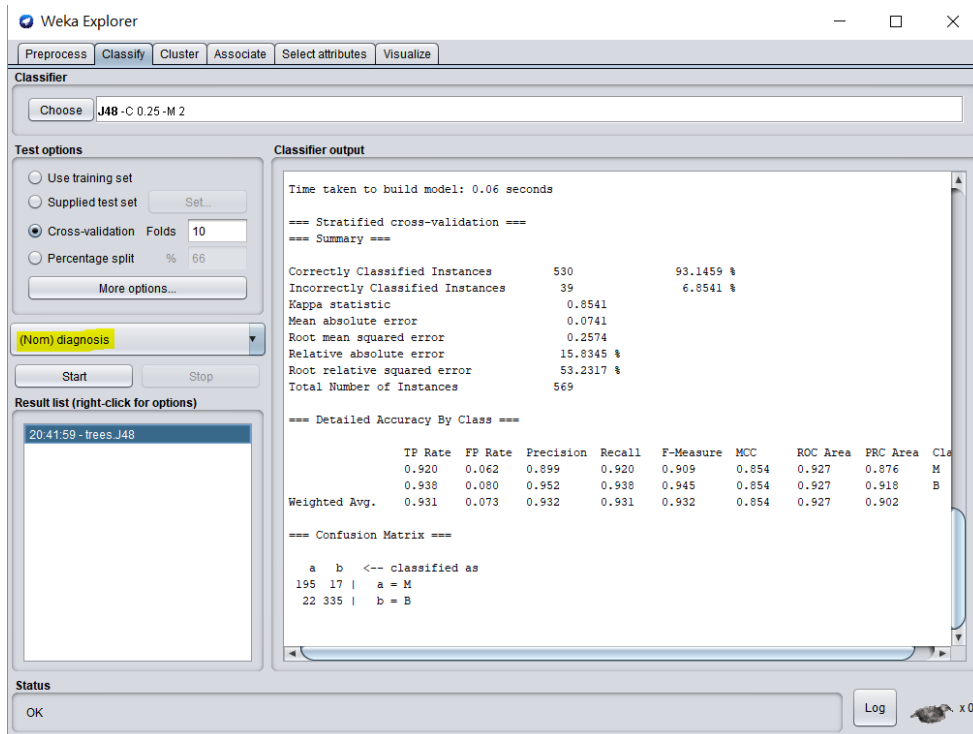 Weka Explorer
Preprocess Classify Cluster Associate Select attributes Visualize
Classifier
Choose J48 -C 0.25 -M 2
Test options
Use training set
Supplied test set Set...
Cross-validation Folds 10
Percentage split % 66
More options...
(Nom) diagnosis
Start Stop
Result list (right-click for options)
20:41:59 - trees.J48
Classifier output
Time taken to build model: 0.06 seconds
=== Stratified cross-validation ===
=== Summary ===
Correctly Classified Instances 530 93.1459 %
Incorrectly Classified Instances 39 6.8541 %
Kappa statistic 0.8541
Mean absolute error 0.0741
Root mean squared error 0.2574
Relative absolute error 15.8345 %
Root relative squared error 53.2317 %
Total Number of Instances 569
=== Detailed Accuracy By Class ===
TP Rate FP Rate Precision Recall F-Measure MCC ROC Area PRC Area Cla
0.920 0.062 0.899 0.920 0.909 0.854 0.927 0.876 M
0.938 0.080 0.952 0.938 0.945 0.854 0.927 0.918 B
Weighted Avg. 0.931 0.073 0.932 0.931 0.932 0.854 0.927 0.902
=== Confusion Matrix ===
a b <-- classified as
195 17 | a = M
22 335 | b = B
Status
OK
Log
x 0